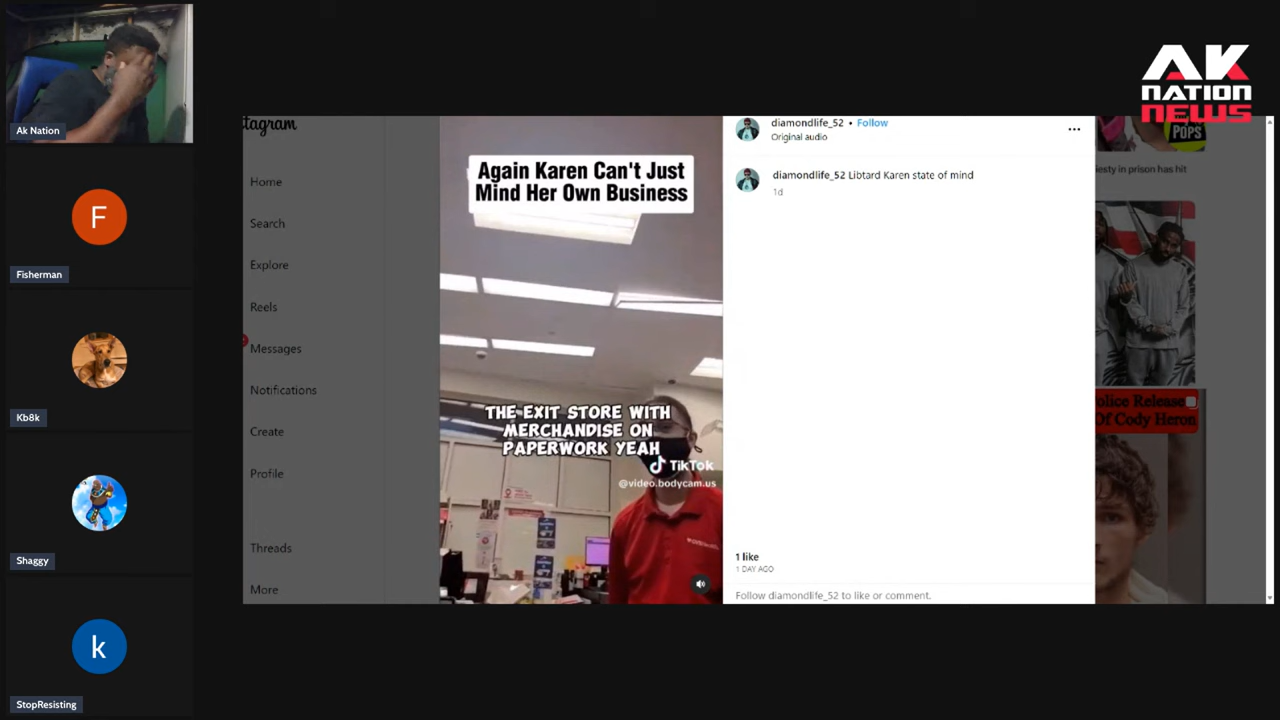 Ak Nation
F
Fisherman
Kb8k
Shaggy
k
StopResisting
AK
NATION
NEWS
stagram
Home
Search
Explore
Reels
Messages
Notifications
Create
Profile
Threads
More
Again Karen Can't Just
Mind Her Own Business
THE EXIT STORE WITH
MERCHANDISE ON
PAPERWORK YEAH
TikTok
@video.bodycam.us
diamondlife_52 • Follow
Original audio
diamondlife_52 Libtard Karen state of mind
1d
1 like
1 DAY AGO
Follow diamondlife_52 to like or comment.
POPS
iesty in prison has hit
olice Release
Of Cody Heron